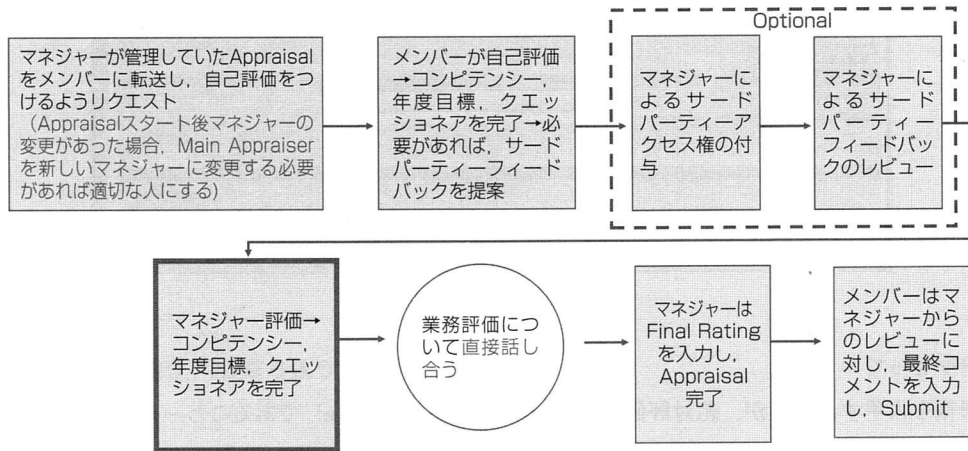 Optional
マネジャーが管理していたAppraisal
をメンバーに転送し，自己評価をつ
けるようリクエスト
（Appraisalスタート後マネジャーの
変更があった場合，Main Appraiser
を新しいマネジャーに変更する必要
があれば適切な人にする）
メンバーが自己評価
→コンピテンシー，
年度目標，クエッ
ショネアを完了→必
要があれば，サード
パーティーフィード
バックを提案
マネジャーに
よるサード
パーティーア
クセス権の付
与
マネジャーに
よるサード
パーティー
フィードバッ
クのレビュー
マネジャー評価→
コンピテンシー，
年度目標，クエッ
ショネアを完了
業務評価につ
いて直接話し
合う
マネジャーは
Final Rating
を入力し，
Appraisal
完了
メンバーはマ
ネジャーから
のレビューに
対し，最終コ
メントを入力
し，Submit